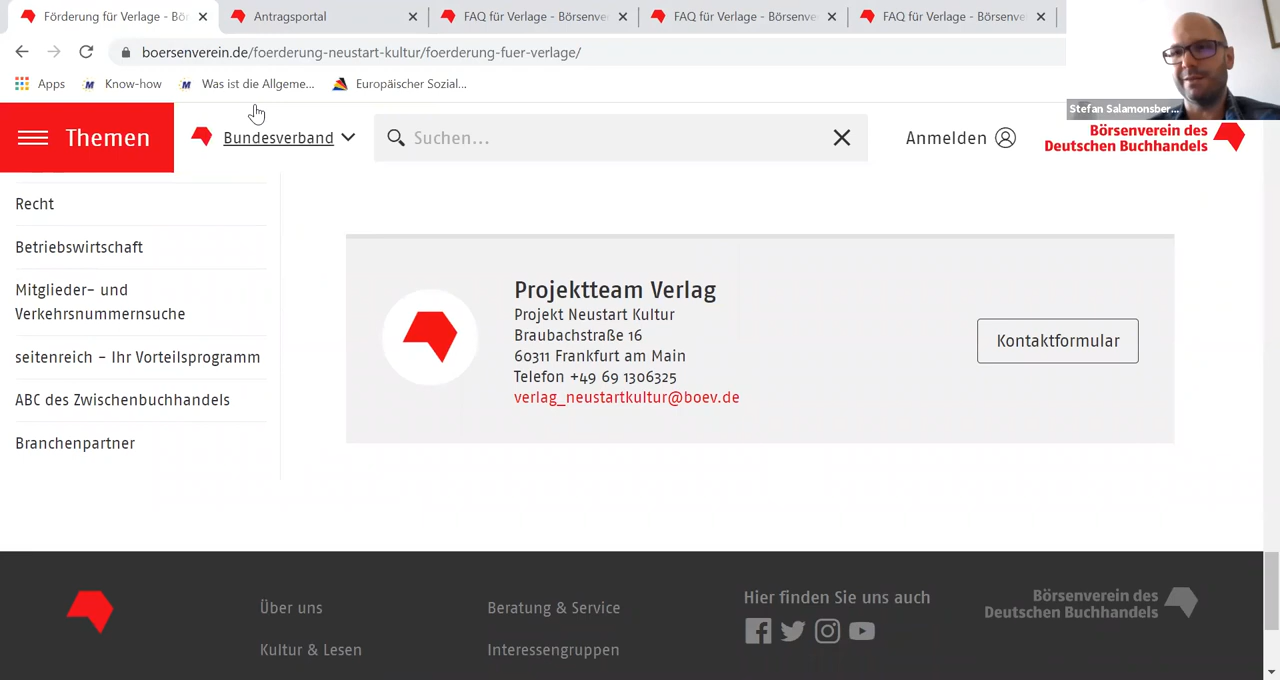 Förderung für Verlage - Bör
Antragsportal
FAQ für Verlage - Börsenve
FAQ für Verlage - Börsenve
FAQ für Verlage - Börsenve
boersenverein.de/foerderung-neustart-kultur/foerderung-fuer-verlage/
Apps
Know-how
Was ist die Allgeme...
Europäischer Sozial...
Stefan Salamonsber...
Themen
Bundesverband
Suchen...
Anmelden
Börsenverein des
Deutschen Buchhandels
Recht
Betriebswirtschaft
Mitglieder- und
Verkehrsnummernsuche
seitenreich - Ihr Vorteilsprogramm
ABC des Zwischenbuchhandels
Branchenpartner
Projektteam Verlag
Projekt Neustart Kultur
Braubachstraße 16
60311 Frankfurt am Main
Telefon +49 69 1306325
verlag_neustartkultur@boev.de
Kontaktformular
Über uns
Kultur & Lesen
Beratung & Service
Interessengruppen
Hier finden Sie uns auch
Börsenverein des
Deutschen Buchhandels